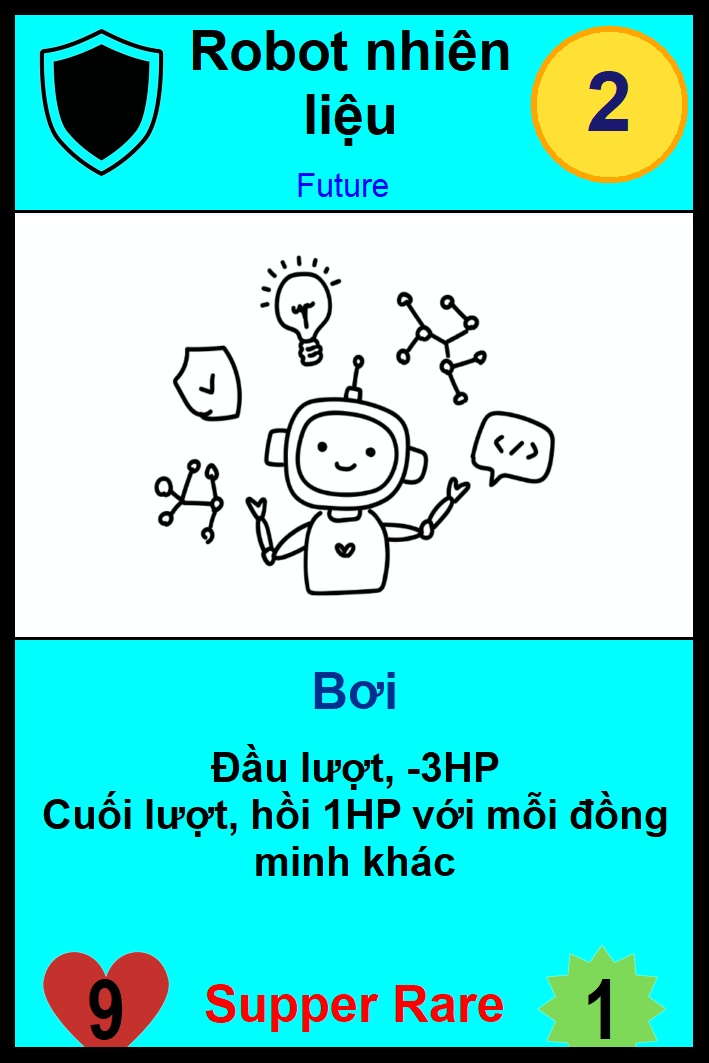 Robot nhiên
liệu
2
Future
</>
Bơi
Đầu lượt, -3HP
Cuối lượt, hồi 1HP với mỗi đồng
minh khác
9
Supper Rare
1